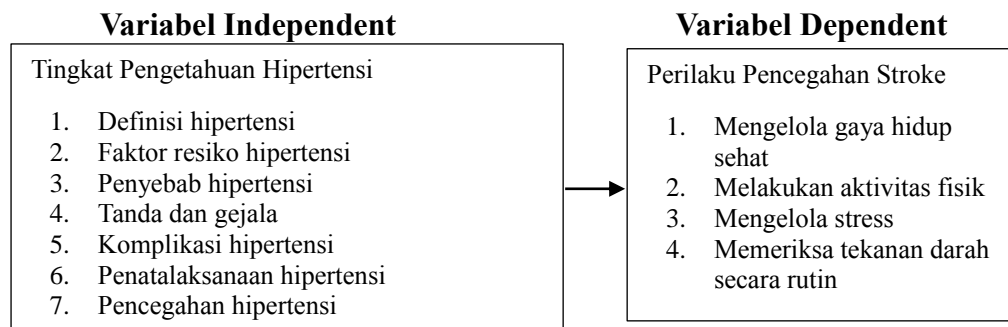 Variabel Independent
Tingkat Pengetahuan Hipertensi
1. Definisi hipertensi
2. Faktor resiko hipertensi
3. Penyebab hipertensi
4. Tanda dan gejala
5. Komplikasi hipertensi
6. Penatalaksanaan hipertensi
7. Pencegahan hipertensi
Variabel Dependent
Perilaku Pencegahan Stroke
1. Mengelola gaya hidup
sehat
2. Melakukan aktivitas fisik
3. Mengelola stress
4. Memeriksa tekanan darah
secara rutin